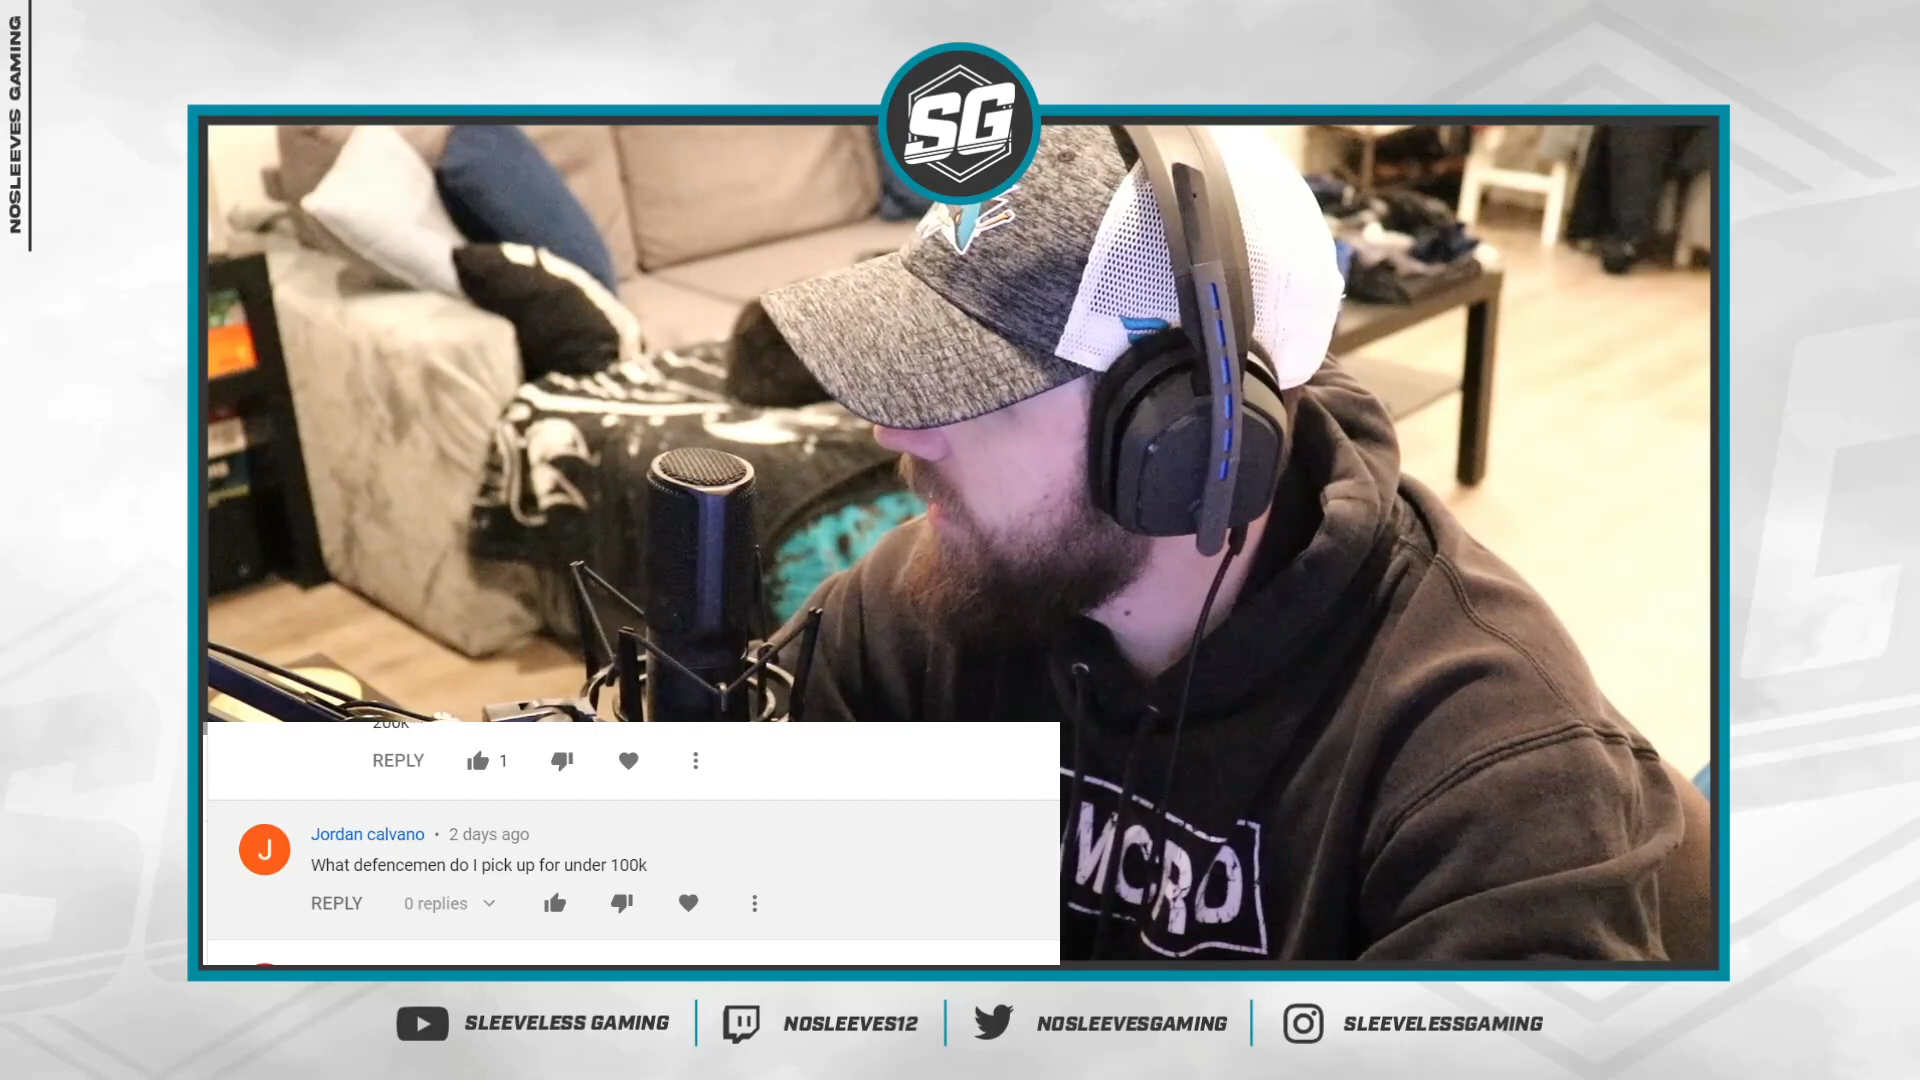 NOSLEEVES GAMING
SG
200k
REPLY 1
Jordan calvano • 2 days ago
What defencemen do I pick up for under 100k
REPLY 0 replies
SLEEVELESS GAMING
NOSLEEVES12
NOSLEEVESGAMING
SLEEVELESSGAMING